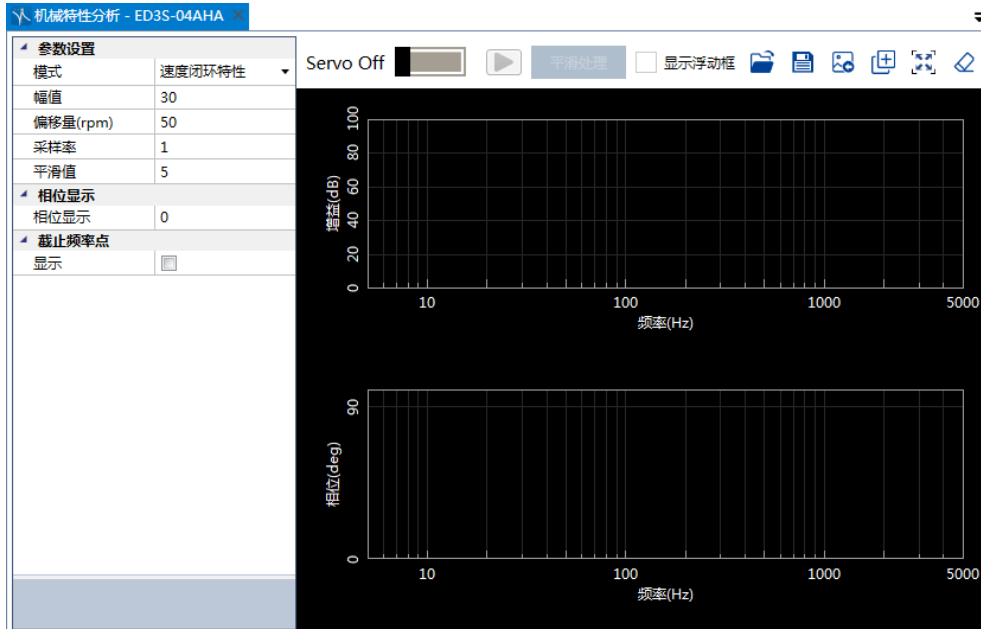 机械特性分析 - ED3S-04AHA
参数设置
模式 速度闭环特性
幅值 30
偏移量(rpm) 50
采样率 1
平滑值 5
相位显示
相位显示 0
截止频率点
显示
Servo Off 平滑处理 显示浮动框
100
80
60
40
20
0
增益(dB)
10 100 1000 5000
频率(Hz)
90
0
相位(deg)
10 100 1000 5000
频率(Hz)